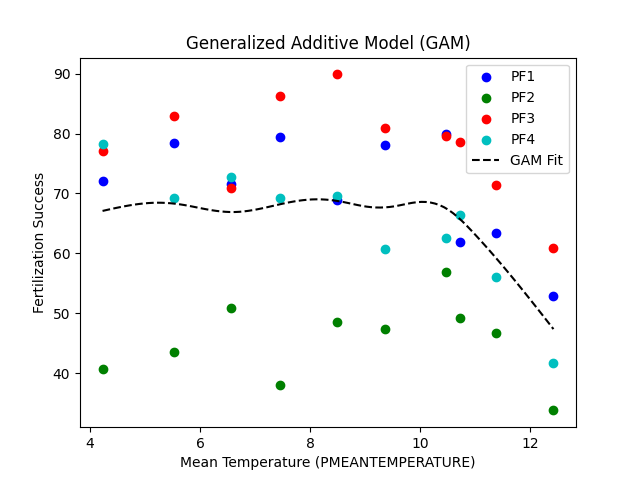 Generalized Additive Model (GAM)
90
80
70
60
50
40
Fertilization Success
PF1
PF2
PF3
PF4
GAM Fit
4
6
8
10
12
Mean Temperature (PMEANTEMPERATURE)